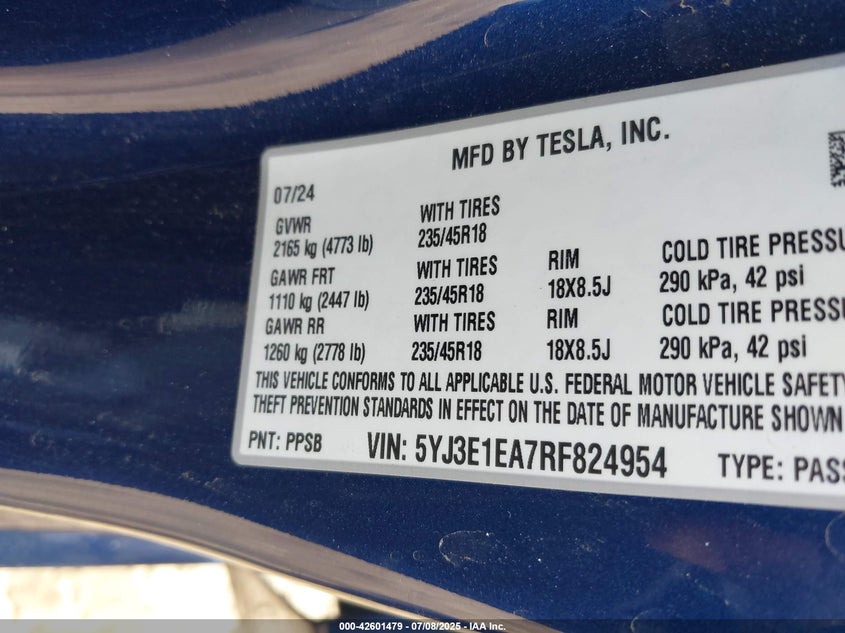 MFD BY TESLA, INC.
07/24
GVWR
2165 kg (4773 lb)
WITH TIRES
235/45R18
GAWR FRT
1110 kg (2447 lb)
WITH TIRES
235/45R18
RIM
18X8.5J
COLD TIRE PRESSU
290 kPa, 42 psi
GAWR RR
1260 kg (2778 lb)
WITH TIRES
235/45R18
RIM
18X8.5J
COLD TIRE PRESSU
290 kPa, 42 psi
THIS VEHICLE CONFORMS TO ALL APPLICABLE U.S. FEDERAL MOTOR VEHICLE SAFETY
THEFT PREVENTION STANDARDS IN EFFECT ON THE DATE OF MANUFACTURE SHOWN
PNT: PPSB
VIN: 5YJ3E1EA7RF824954
TYPE: PASS
000-42601479 - 07/08/2025 - IAA Inc.